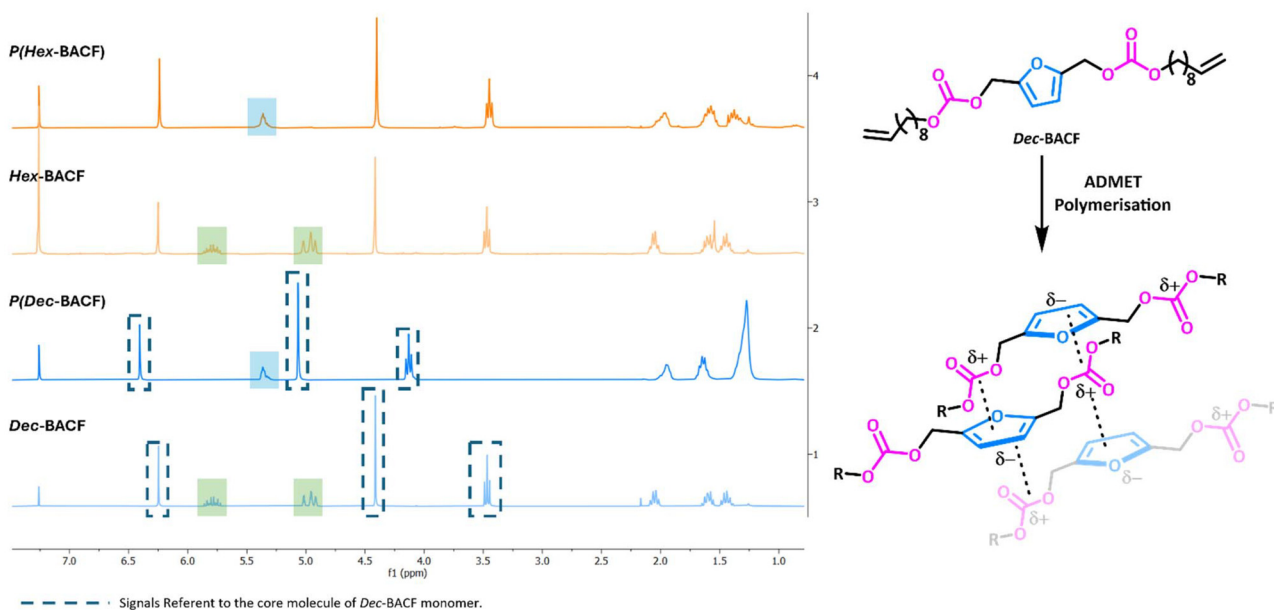 P(Hex-BACF)
Hex-BACF
P(Dec-BACF)
Dec-BACF
4
3
2
1
7.0 6.5 6.0 5.5 5.0 4.5 4.0 3.5 3.0 2.5 2.0 1.5 1.0
f1 (ppm)
Signals Referent to the core molecule of Dec-BACF monomer.
O O O O O O O
8 8
Dec-BACF
ADMET
Polymerisation
δ+ O R
δ− O O
O
δ+ O O R
O O O
R O δ+ O
O O O R
R O O δ− O δ+ O
O δ−
O O
R O δ+